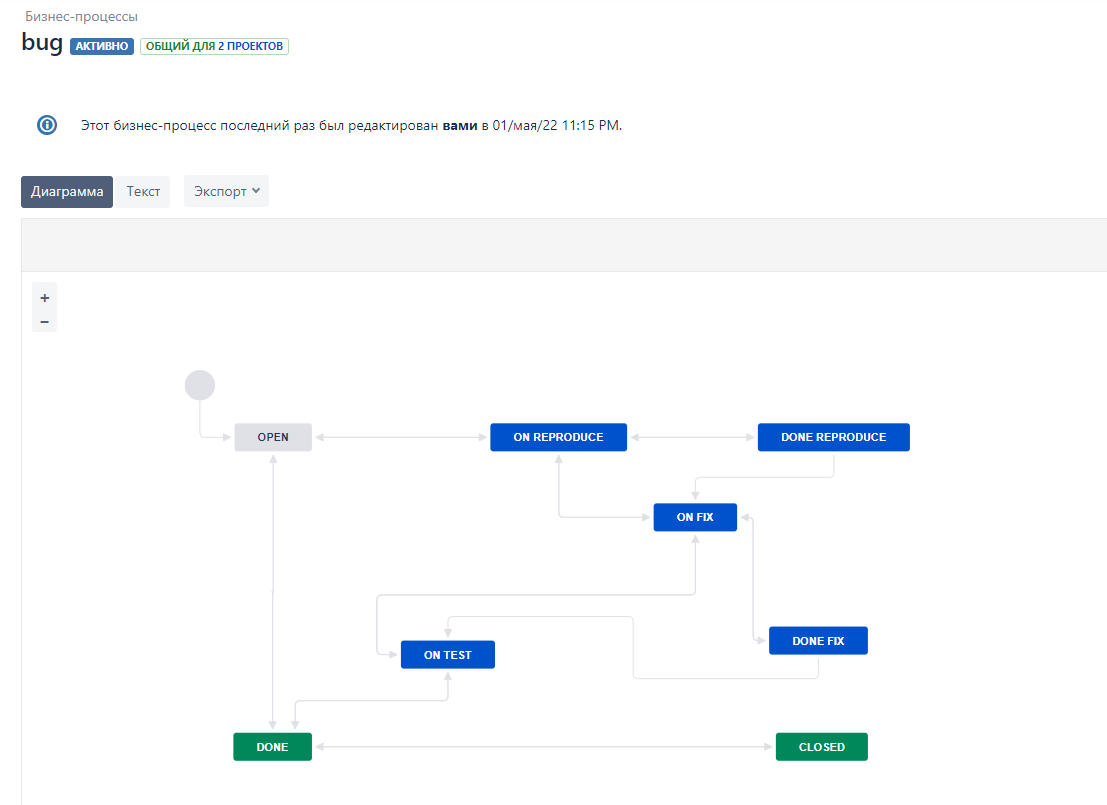 Бизнес-процессы
bug АКТИВНО ОБЩИЙ ДЛЯ 2 ПРОЕКТОВ
Этот бизнес-процесс последний раз был редактирован вами в 01/мая/22 11:15 PM.
Диаграмма Текст Экспорт
+
−
OPEN ON REPRODUCE DONE REPRODUCE
ON FIX
DONE FIX
ON TEST
DONE CLOSED